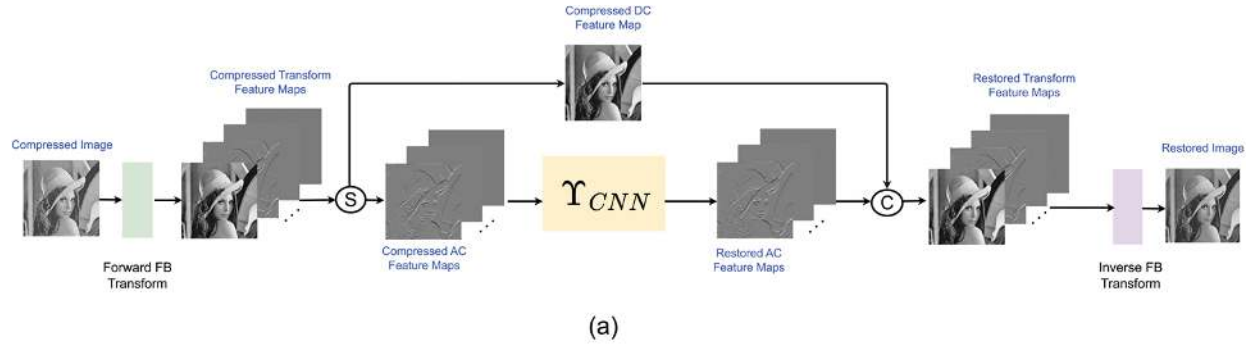 Compressed DC
Feature Map
Compressed Transform
Feature Maps
Restored Transform
Feature Maps
Compressed Image
Restored Image
S
ϒCNN
C
Compressed AC
Feature Maps
Restored AC
Feature Maps
Forward FB
Transform
Inverse FB
Transform
(a)